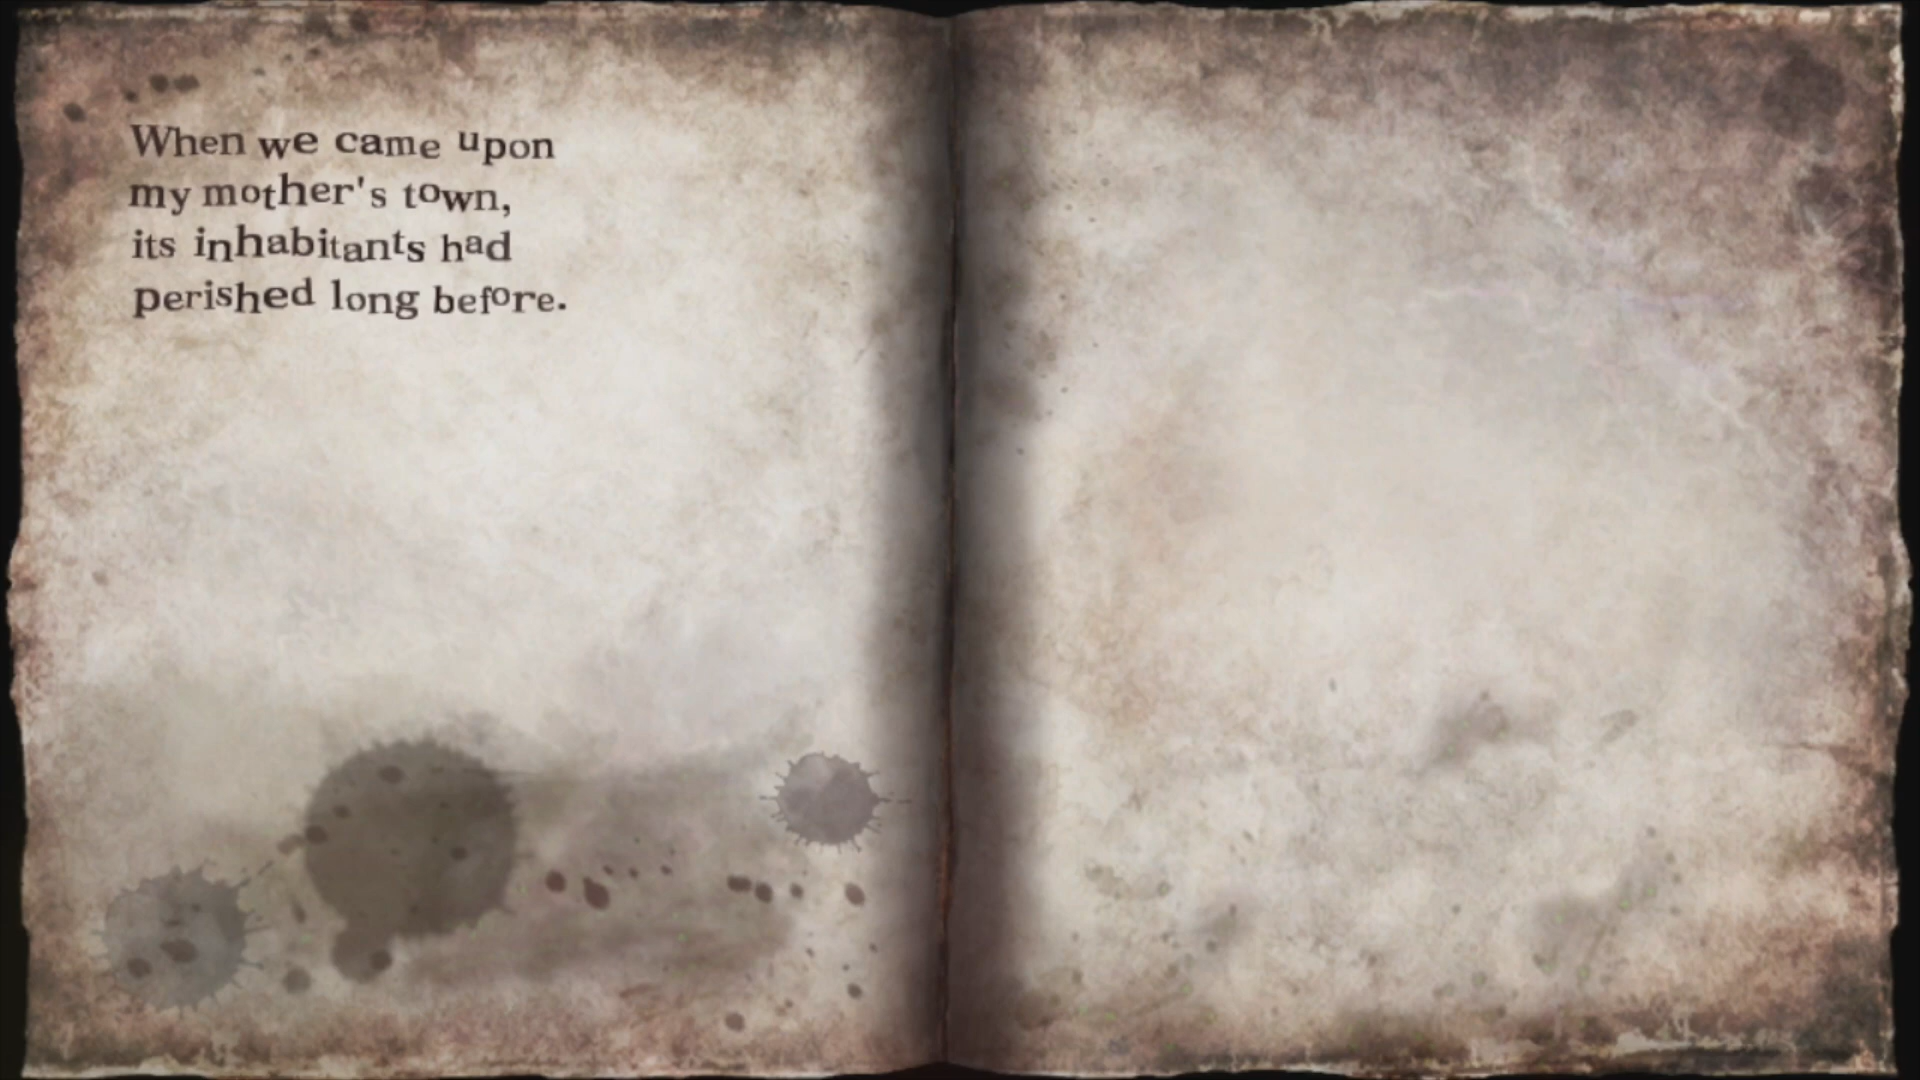 When we came upon
my mother's town,
its inhabitants had
perished long before.